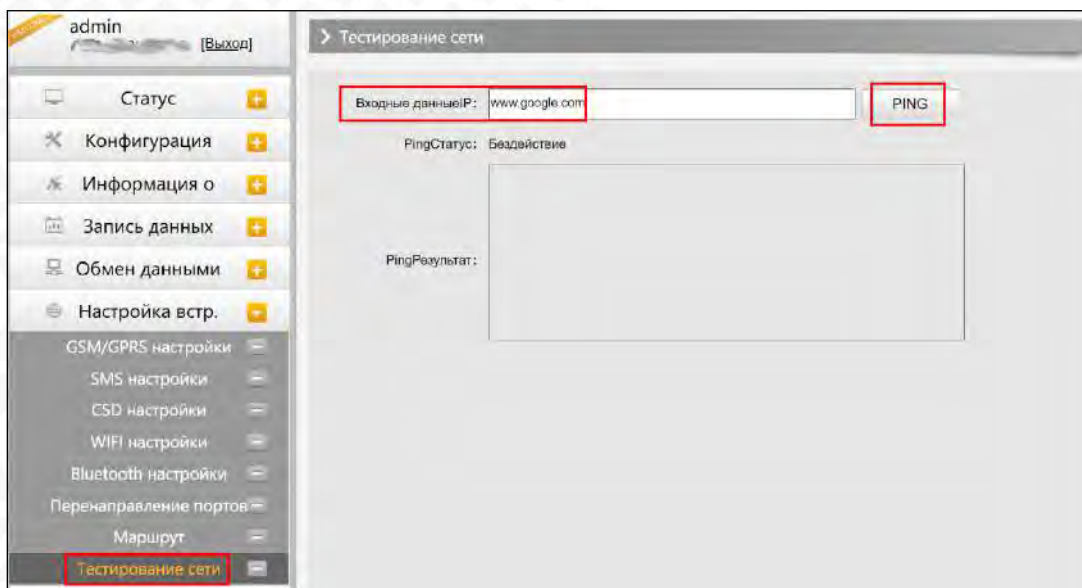 admin
[Выход]
Статус
Конфигурация
Информация о
Запись данных
Обмен данными
Настройка встр.
GSM/GPRS настройки
SMS настройки
CSD настройки
WIFI настройки
Bluetooth настройки
Перенаправление портов
Маршрут
Тестирование сети
Тестирование сети
Входные данныеIP: www.google.com PING
PingСтатус: Бездействие
PingРезультат: